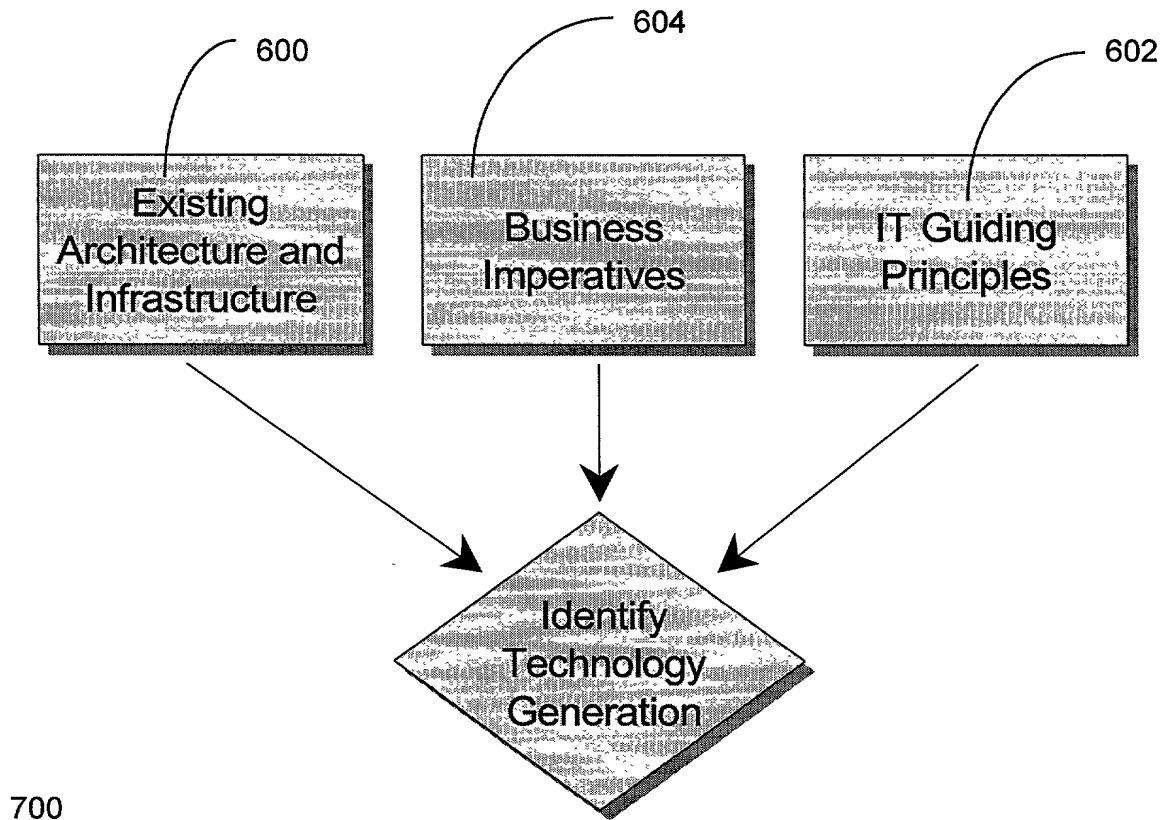 600
604
602
Existing
Architecture and
Infrastructure
Business
Imperatives
IT Guiding
Principles
Identify
Technology
Generation
700